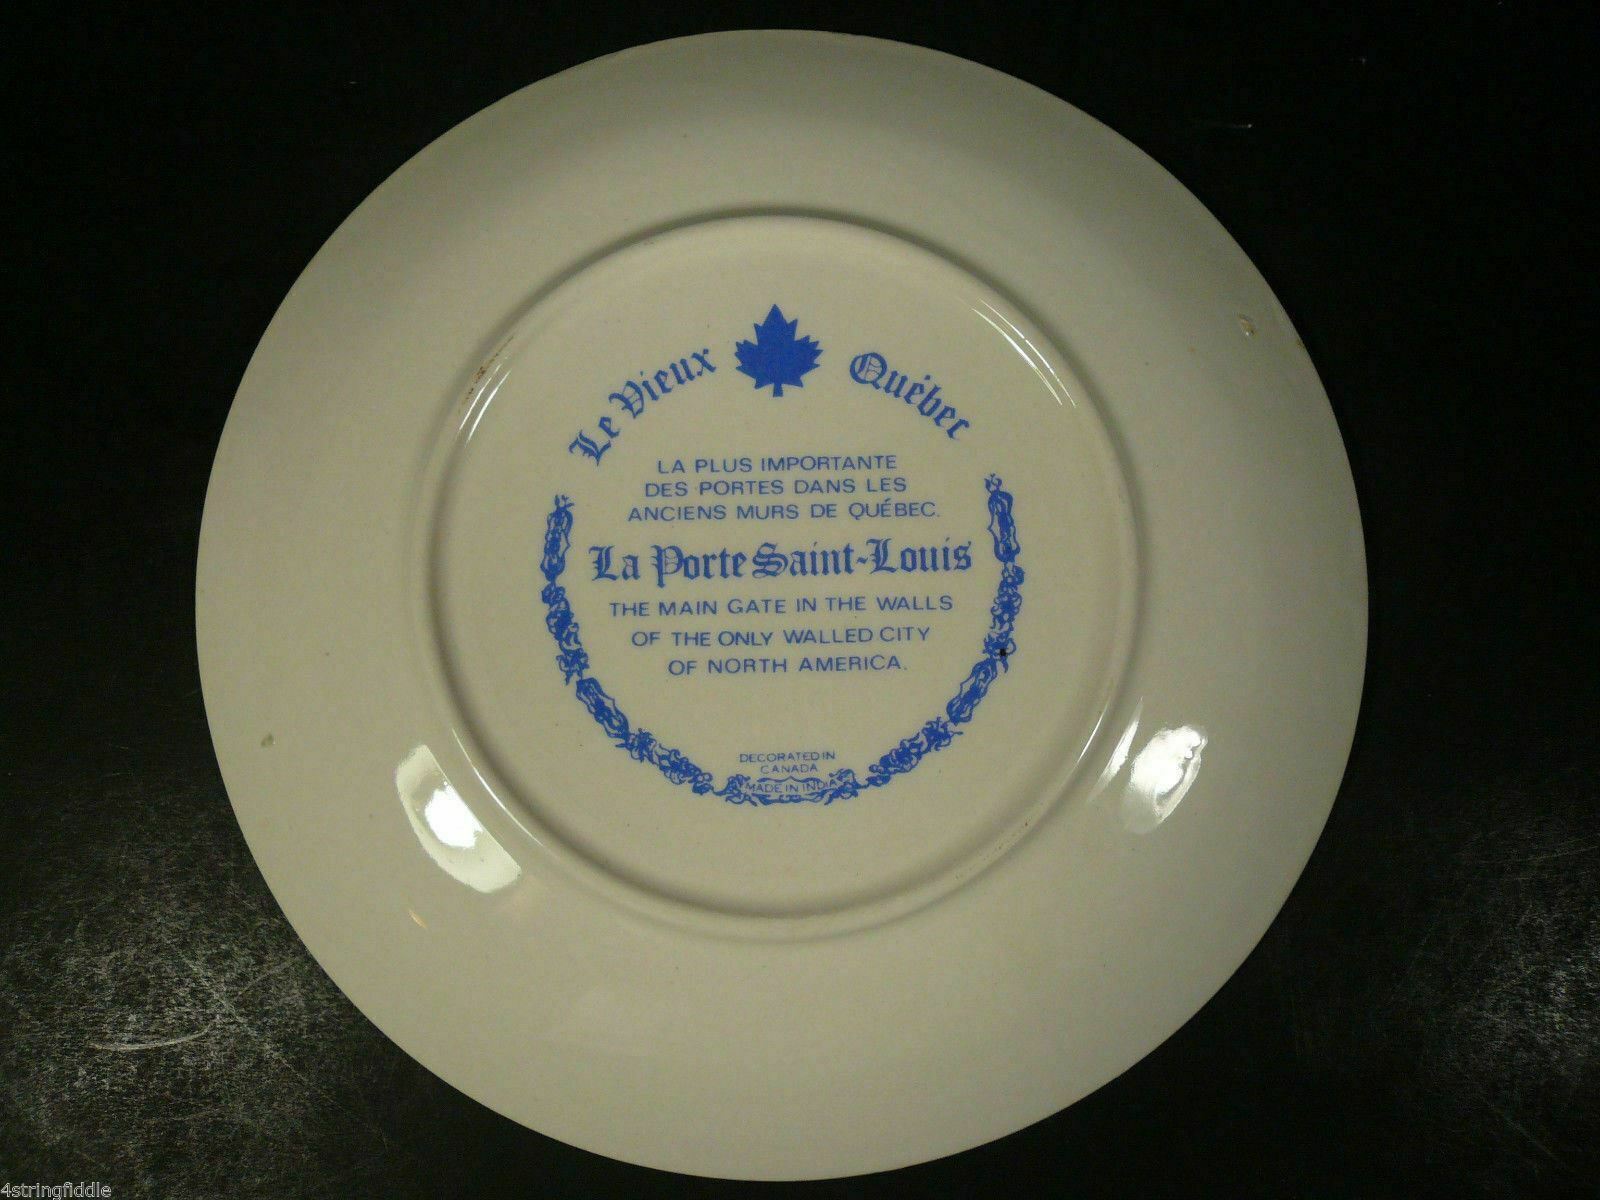 Le Vieux Québec
LA PLUS IMPORTANTE
DES PORTES DANS LES
ANCIENS MURS DE QUÉBEC.
La Porte Saint-Louis
THE MAIN GATE IN THE WALLS
OF THE ONLY WALLED CITY
OF NORTH AMERICA.
DECORATED IN
CANADA
MADE IN INDIA
4stringfiddle